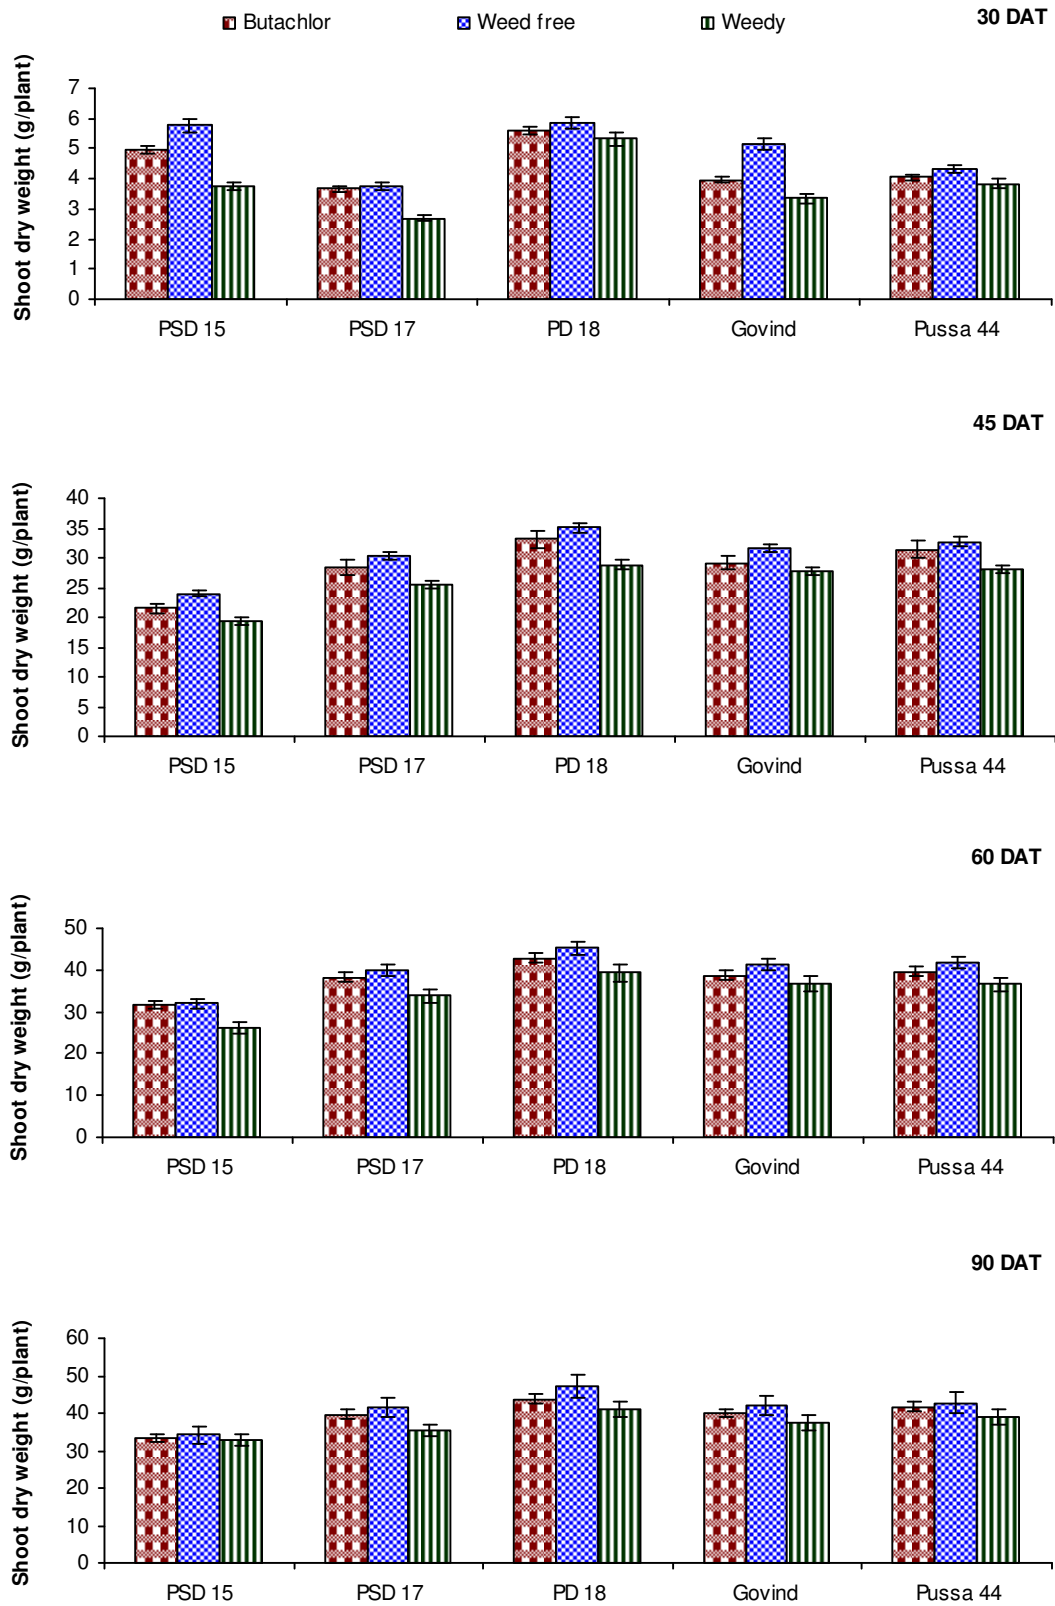 Butachlor Weed free Weedy 30 DAT
Shoot dry weight (g/plant)
7
6
5
4
3
2
1
0
PSD 15 PSD 17 PD 18 Govind Pussa 44
45 DAT
Shoot dry weight (g/plant)
40
35
30
25
20
15
10
5
0
PSD 15 PSD 17 PD 18 Govind Pussa 44
60 DAT
Shoot dry weight (g/plant)
50
40
30
20
10
0
PSD 15 PSD 17 PD 18 Govind Pussa 44
90 DAT
Shoot dry weight (g/plant)
60
50
40
30
20
10
0
PSD 15 PSD 17 PD 18 Govind Pussa 44